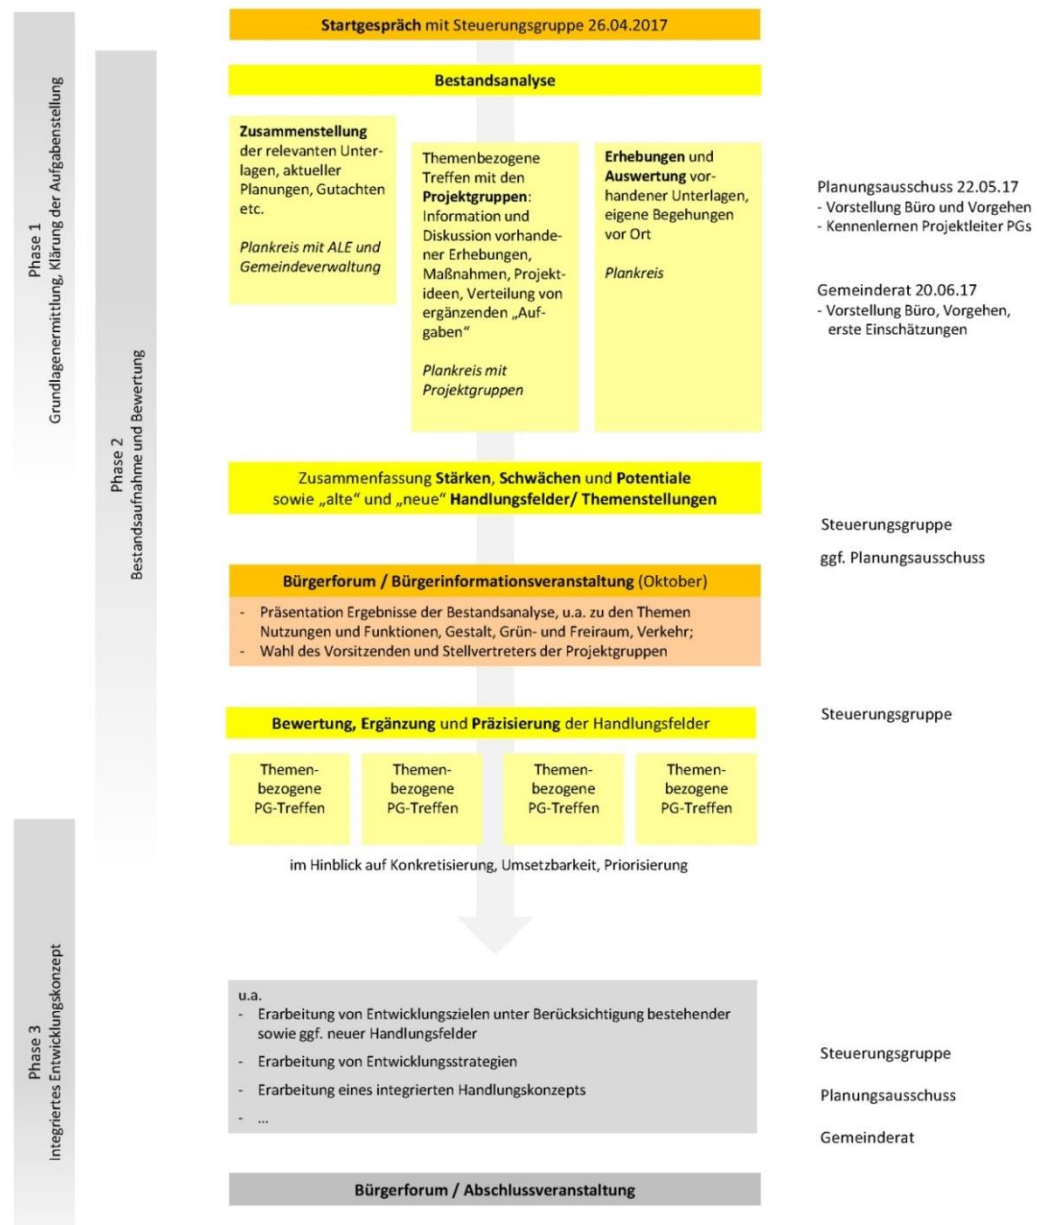 Startgespräch mit Steuerungsgruppe 26.04.2017
Phase 1
Grundlagenermittlung, Klärung der Aufgabenstellung
Phase 2
Bestandsaufnahme und Bewertung
Bestandsanalyse
Zusammenstellung
der relevanten Unter-
lagen, aktueller
Planungen, Gutachten
etc.
Plankreis mit ALE und
Gemeindeverwaltung
Themenbezogene
Treffen mit den
Projektgruppen:
Information und
Diskussion vorhande-
ner Erhebungen,
Maßnahmen, Projekt-
ideen, Verteilung von
ergänzenden „Auf-
gaben“
Plankreis mit
Projektgruppen
Erhebungen und
Auswertung vor-
handener Unterlagen,
eigene Begehungen
vor Ort
Plankreis
Planungsausschuss 22.05.17
- Vorstellung Büro und Vorgehen
- Kennenlernen Projektleiter PGs
Gemeinderat 20.06.17
- Vorstellung Büro, Vorgehen,
erste Einschätzungen
Zusammenfassung Stärken, Schwächen und Potentiale
sowie „alte“ und „neue“ Handlungsfelder/ Themenstellungen
Steuerungsgruppe
ggf. Planungsausschuss
Bürgerforum / Bürgerinformationsveranstaltung (Oktober)
- Präsentation Ergebnisse der Bestandsanalyse, u.a. zu den Themen
Nutzungen und Funktionen, Gestalt, Grün- und Freiraum, Verkehr;
- Wahl des Vorsitzenden und Stellvertreters der Projektgruppen
Bewertung, Ergänzung und Präzisierung der Handlungsfelder
Steuerungsgruppe
Themen-
bezogene
PG-Treffen
Themen-
bezogene
PG-Treffen
Themen-
bezogene
PG-Treffen
Themen-
bezogene
PG-Treffen
im Hinblick auf Konkretisierung, Umsetzbarkeit, Priorisierung
Phase 3
Integriertes Entwicklungskonzept
u.a.
- Erarbeitung von Entwicklungszielen unter Berücksichtigung bestehender
sowie ggf. neuer Handlungsfelder
- Erarbeitung von Entwicklungsstrategien
- Erarbeitung eines integrierten Handlungskonzepts
- ...
Steuerungsgruppe
Planungsausschuss
Gemeinderat
Bürgerforum / Abschlussveranstaltung